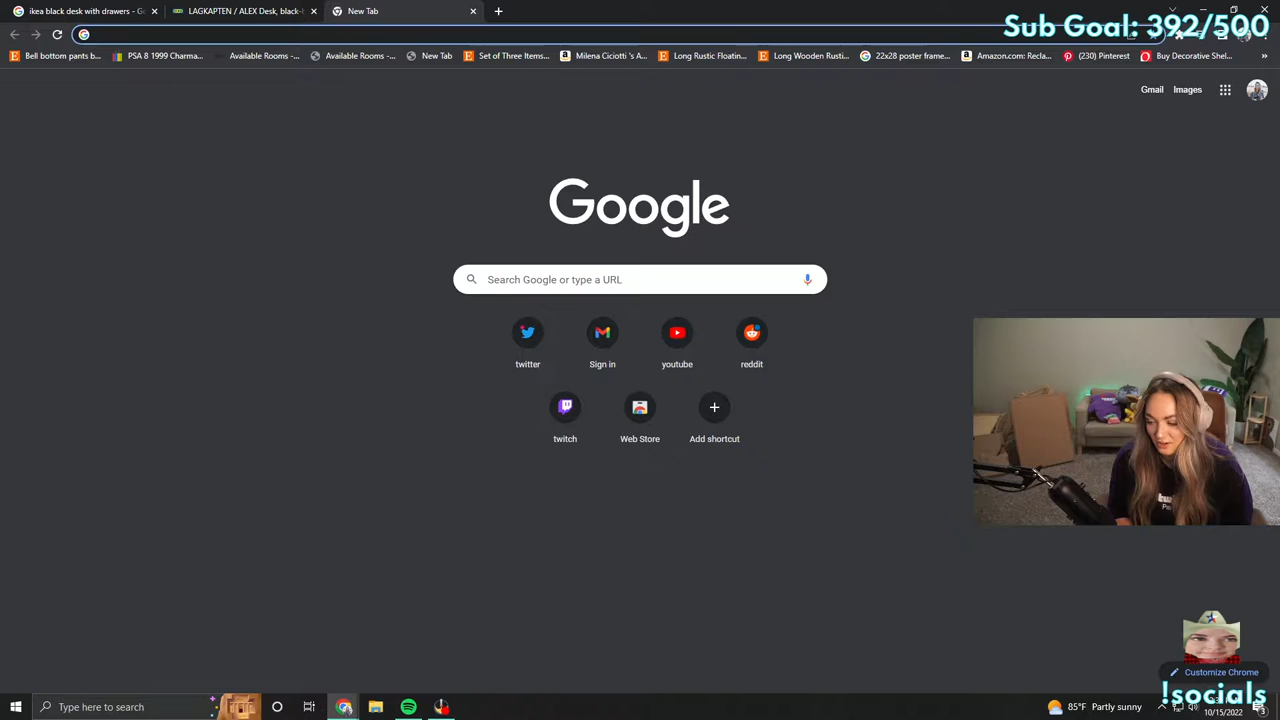 ikea black desk with drawers - G
LAGKAPTEN / ALEX Desk, black-
New Tab
Sub Goal: 392/500
Bell bottom pants b...
PSA 8 1999 Charma...
Available Rooms -...
Available Rooms -...
New Tab
Set of Three Items...
Milena Ciciotti 's A...
Long Rustic Floatin...
Long Wooden Rusti...
22x28 poster frame...
Amazon.com: Recla...
(230) Pinterest
Buy Decorative Shel...
Gmail
Images
Google
Search Google or type a URL
twitter
Sign in
youtube
reddit
twitch
Web Store
Add shortcut
Customize Chrome
!socials
Type here to search
85°F Partly sunny
10/15/2022
3